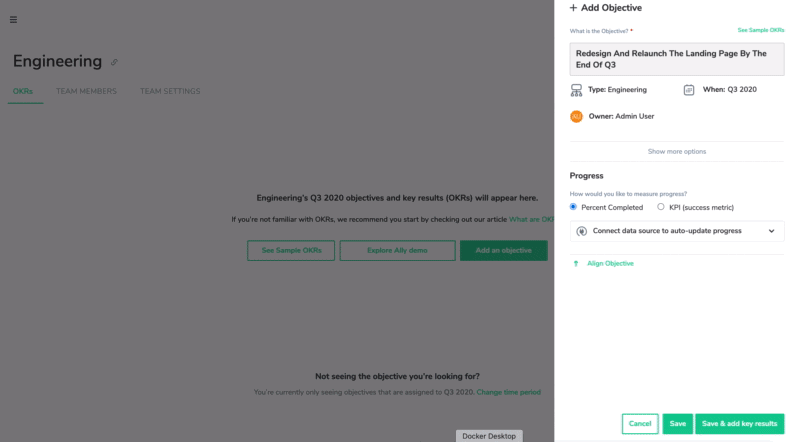 + Add Objective
What is the Objective? *
See Sample OKRs
Redesign And Relaunch The Landing Page By The
End Of Q3
Type: Engineering
When: Q3 2020
AU
Owner: Admin User
Show more options
Progress
How would you like to measure progress?
Percent Completed
KPI (success metric)
Connect data source to auto-update progress
Align Objective
Cancel
Save
Save & add key results
Engineering
OKRs
TEAM MEMBERS
TEAM SETTINGS
Engineering's Q3 2020 objectives and key results (OKRs) will appear here.
If you're not familiar with OKRs, we recommend you start by checking out our article What are OK
See Sample OKRs
Explore Ally demo
Add an objective
Not seeing the objective you're looking for?
You're currently only seeing objectives that are assigned to Q3 2020. Change time period
Docker Desktop